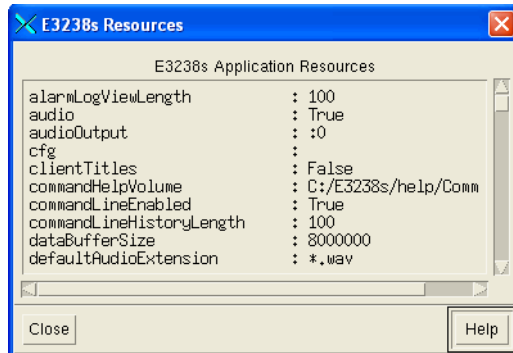 E3238s Resources
E3238s Application Resources
alarmLogViewLength : 100
audio : True
audioOutput : :0
cfg :
clientTitles : False
commandHelpVolume : C:/E3238s/help/Comm
commandLineEnabled : True
commandLineHistoryLength : 100
dataBufferSize : 8000000
defaultAudioExtension : *.wav
Close
Help